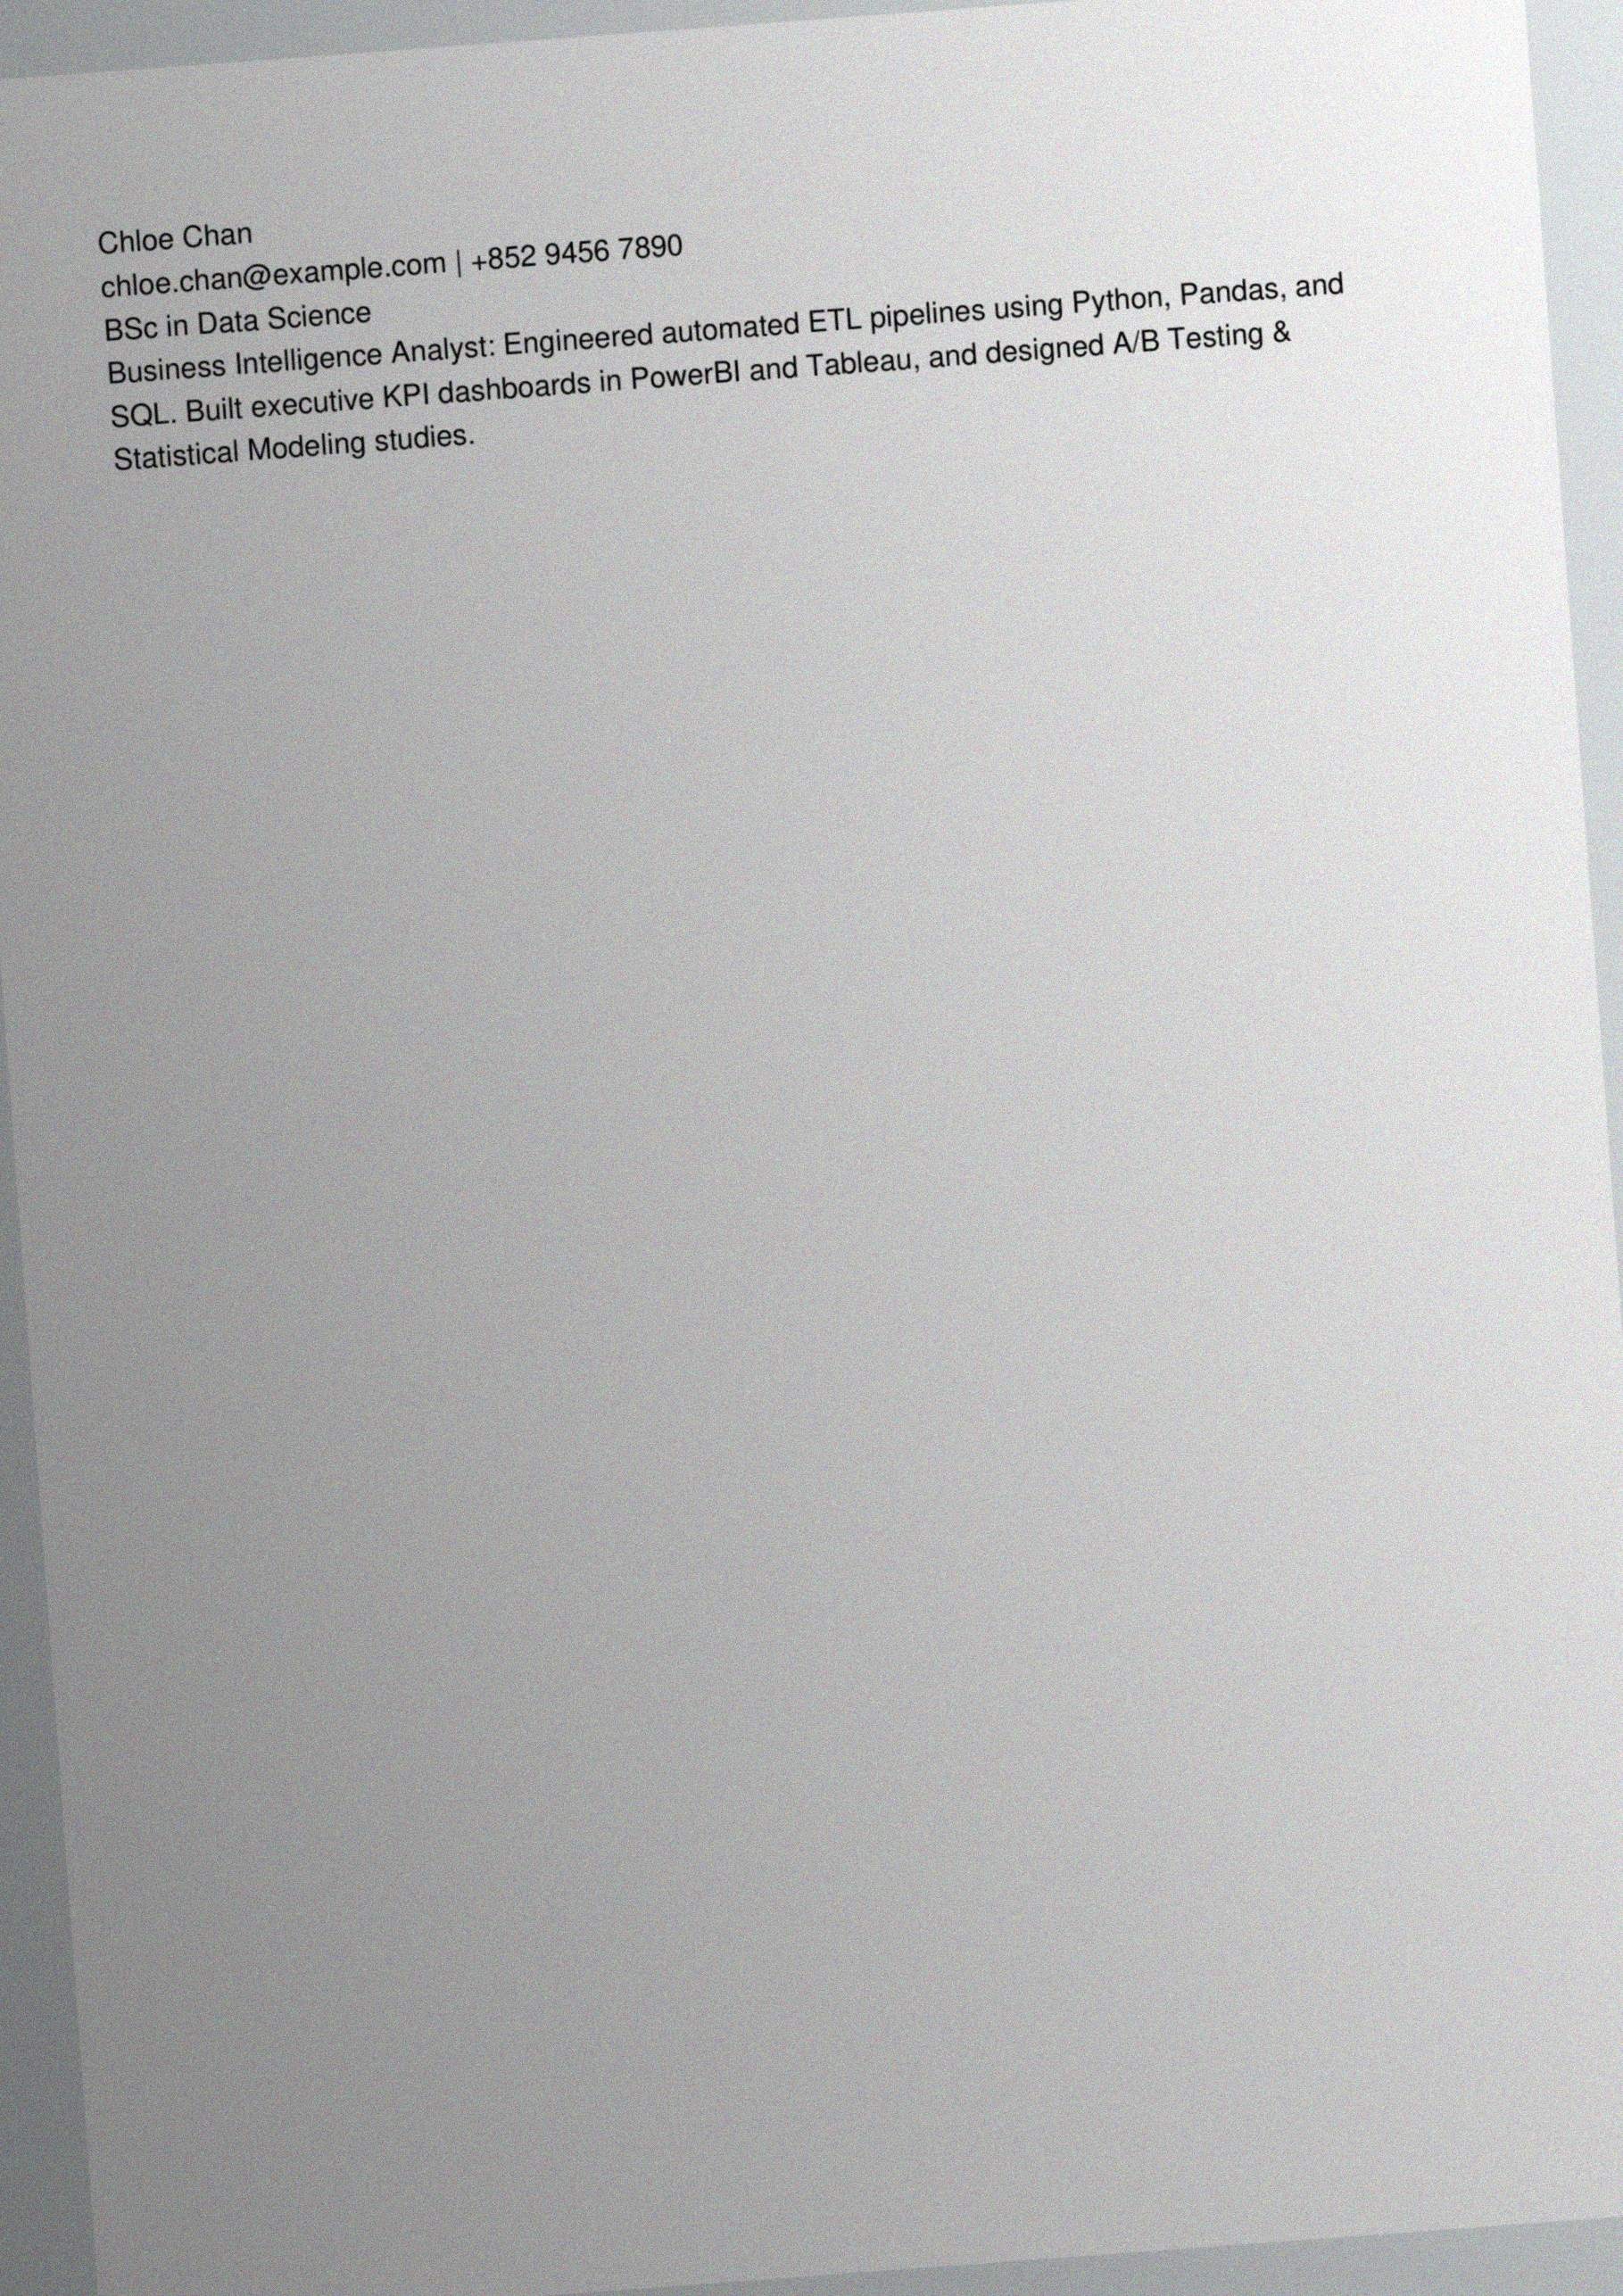 Chloe Chan
chloe.chan@example.com | +852 9456 7890
BSc in Data Science
Business Intelligence Analyst: Engineered automated ETL pipelines using Python, Pandas, and
SQL. Built executive KPI dashboards in PowerBI and Tableau, and designed A/B Testing &
Statistical Modeling studies.